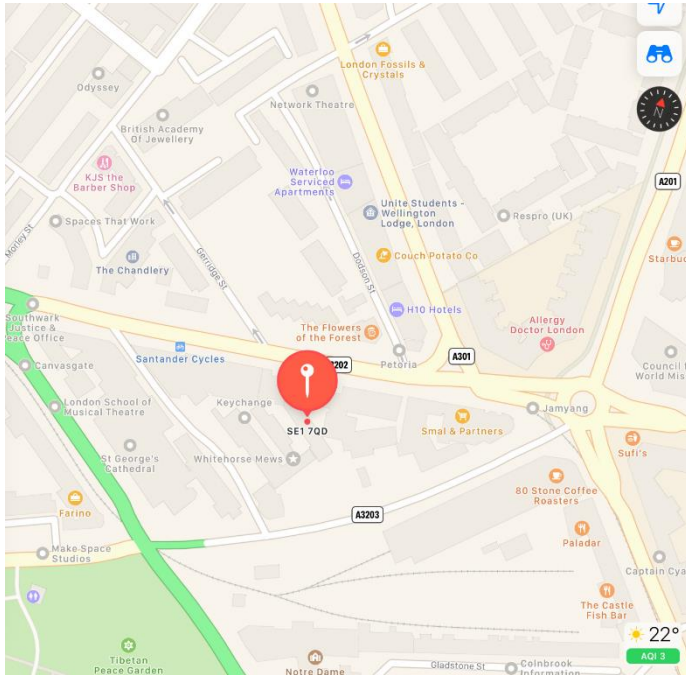 London Fossils &
Crystals
Odyssey
Network Theatre
British Academy
Of Jewellery
N
KJS the
Barber Shop
Waterloo
Serviced
Apartments
A201
Unite Students -
Wellington
Lodge, London
Respro (UK)
Spaces That Work
Morley St
Gerridge St
Dodson St
Couch Potato Co
Starbuc
The Chandlery
H10 Hotels
Southwark
Justice &
eace Office
The Flowers
of the Forest
Allergy
Doctor London
Santander Cycles
A301
Canvasgate
202
Petoria
Council f
World Mis
London School of
Musical Theatre
Keychange
Jamyang
SE1 7QD
Smal & Partners
St George's
Cathedral
Whitehorse Mews
Sufi's
80 Stone Coffee
Roasters
Farino
A3203
Paladar
Make Space
Studios
Captain Cya
The Castle
Fish Bar
22°
Tibetan
Peace Garden
AQI 3
Notre Dame
Gladstone St
Colnbrook
Information